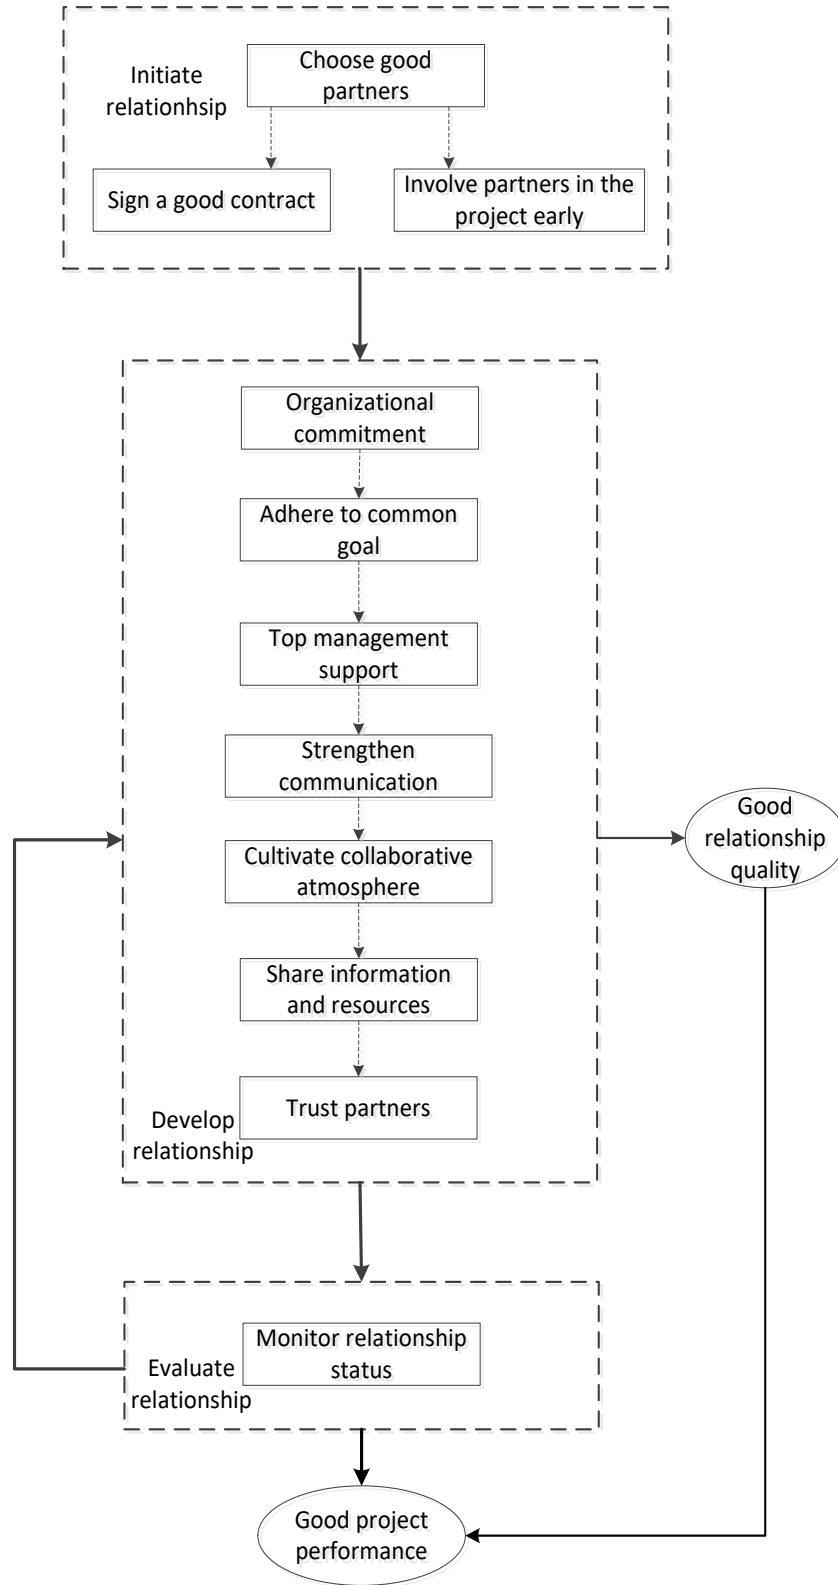 Choose good
partners
Initiate
relationhsip
Sign a good contract
Involve partners in the
project early
Organizational
commitment
Adhere to common
goal
Top management
support
Strengthen
communication
Good
relationship
quality
Cultivate collaborative
atmosphere
Share information
and resources
Trust partners
Develop
relationship
Monitor relationship
status
Evaluate
relationship
Good project
performance